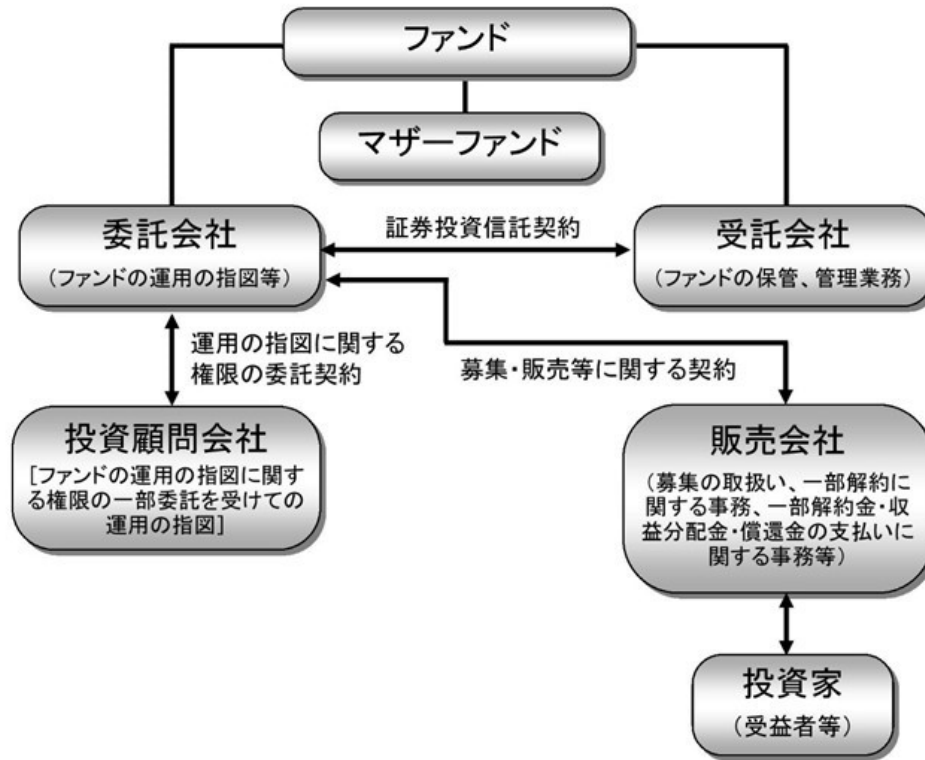 ファンド
マザーファンド
委託会社
(ファンドの運用の指図等)
証券投資信託契約
受託会社
(ファンドの保管、管理業務)
運用の指図に関する
権限の委託契約
募集・販売等に関する契約
投資顧問会社
[ファンドの運用の指図に関す
る権限の一部委託を受けての
運用の指図]
販売会社
(募集の取扱い、一部解約に
関する事務、一部解約金・収
益分配金・償還金の支払いに
関する事務等)
投資家
(受益者等)